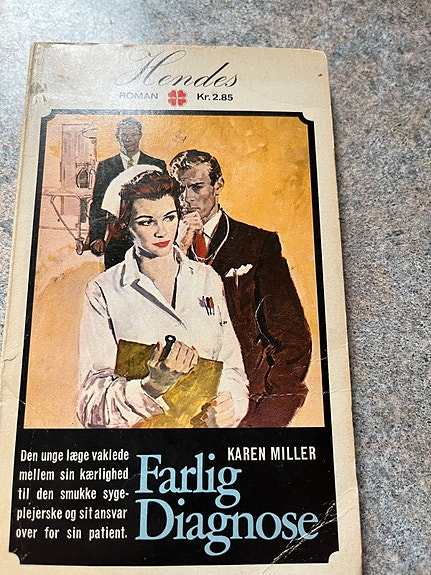 Hendes
ROMAN Kr. 2.85
Den unge læge vaklede
mellem sin kærlighed
til den smukke syge-
plejerske og sit ansvar
over for sin patient.
KAREN MILLER
Farlig
Diagnose